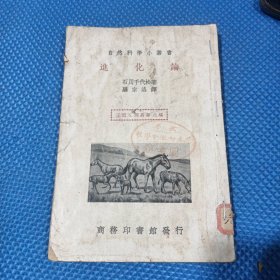 自然科學小叢書
進化論
石川千代松著
羅宗洛譯
商務印書館發行